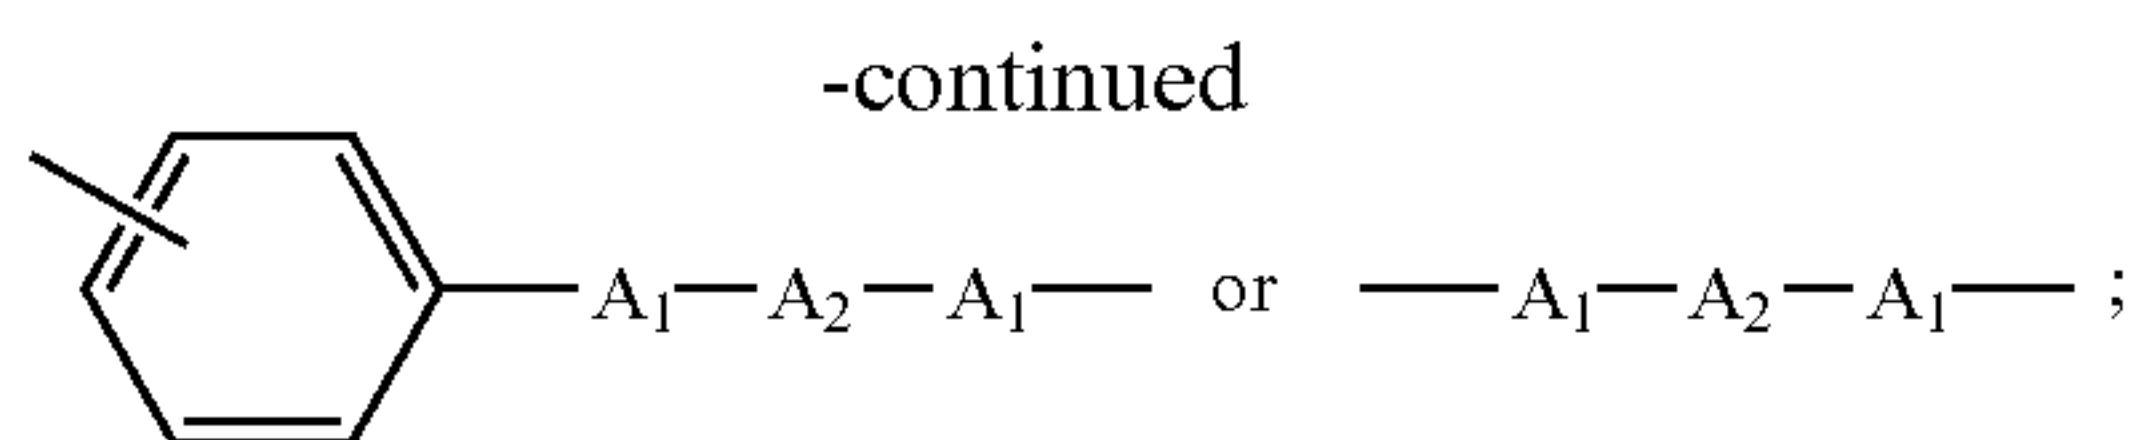 -continued
A₁—A₂—A₁— or —A₁—A₂—A₁— ;